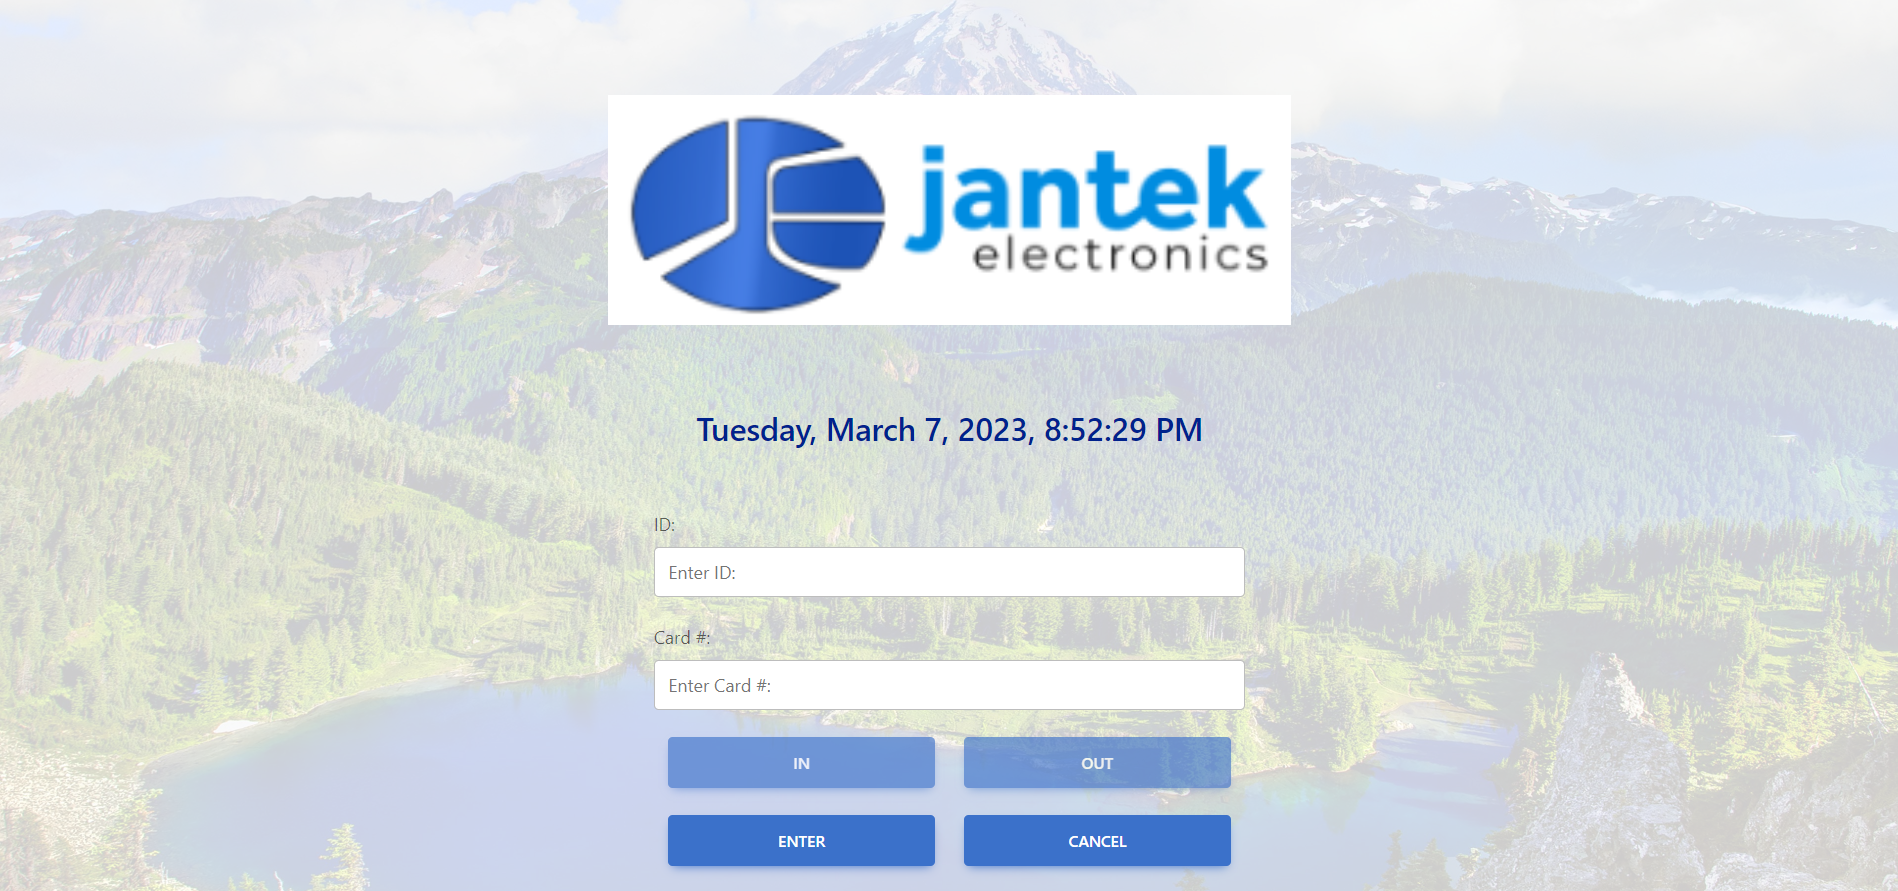 jantek
electronics
Tuesday, March 7, 2023, 8:52:29 PM
ID:
Enter ID:
Card #:
Enter Card #:
IN
OUT
ENTER
CANCEL